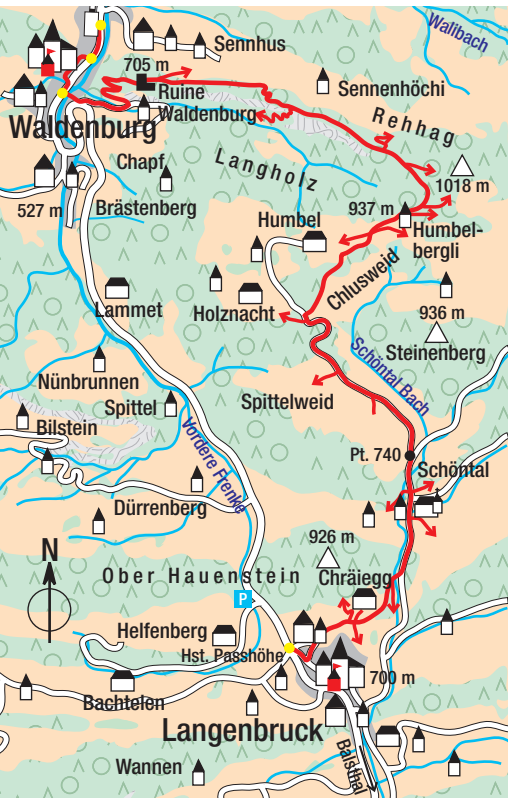 Walibach
Sennhus
705 m
Ruine
Waldenburg
Sennenhöchi
Waldenburg
Rehhag
Langholz
Chapf
1018 m
527 m
Brästenberg
937 m
Humbel
Humbel-
bergli
Chlusweid
Lammet
Holznacht
936 m
Steinenberg
Schöntal Bach
Nünbrunnen
Spittel
Spittelweid
Bilstein
Vordere Frenke
Pt. 740
Schöntal
Dürrenberg
926 m
N
Ober Hauenstein
Chräiegg
P
Helfenberg
Hst. Passhöhe
700 m
Bachtelen
Langenbruck
Balsthal
Wannen